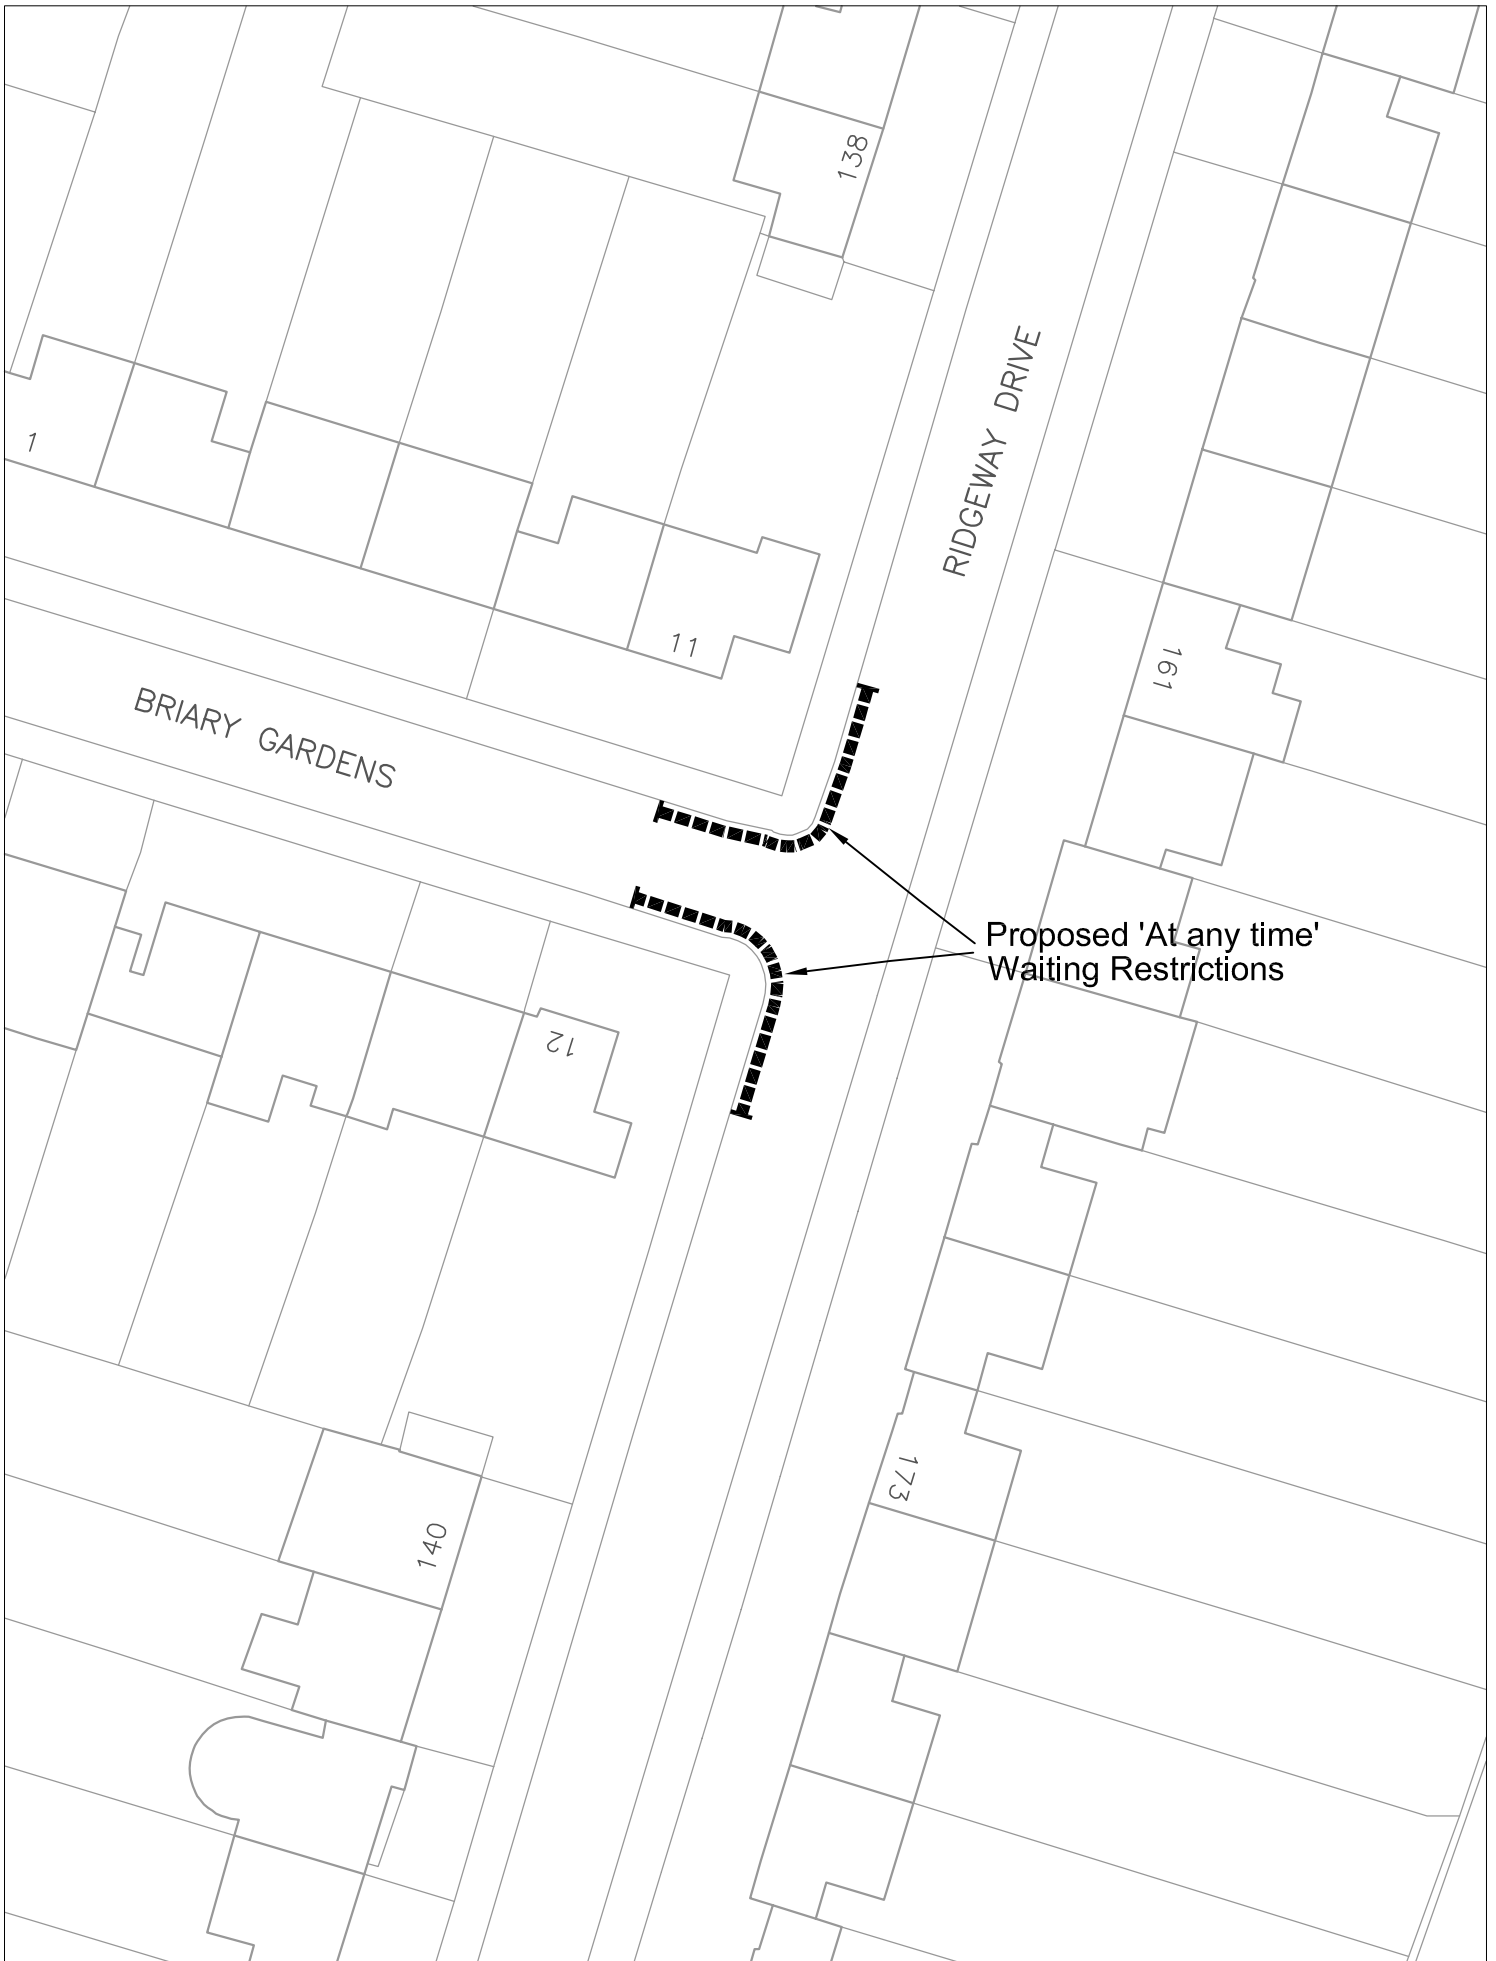 138
RIDGEWAY DRIVE
1
11
161
BRIARY GARDENS
Proposed 'At any time'
Waiting Restrictions
12
173
140